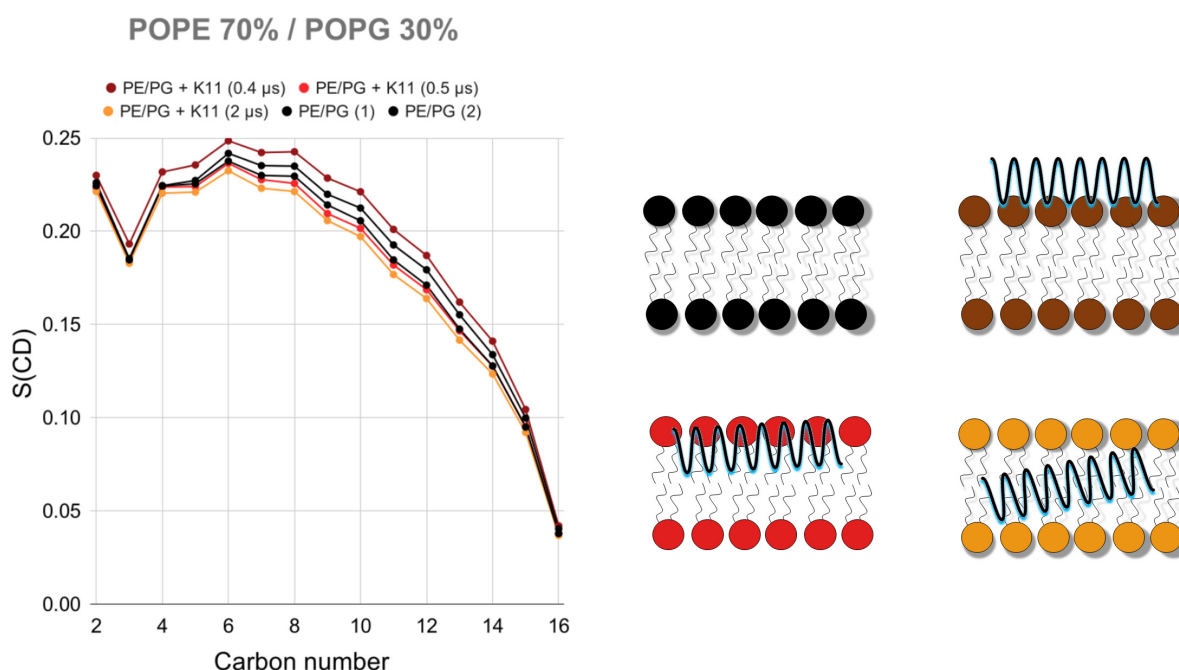 POPE 70% / POPG 30%
PE/PG + K11 (0.4 µs) PE/PG + K11 (0.5 µs)
PE/PG + K11 (2 µs) PE/PG (1) PE/PG (2)
0.25
0.20
0.15
0.10
0.05
0.00
S(CD)
2 4 6 8 10 12 14 16
Carbon number